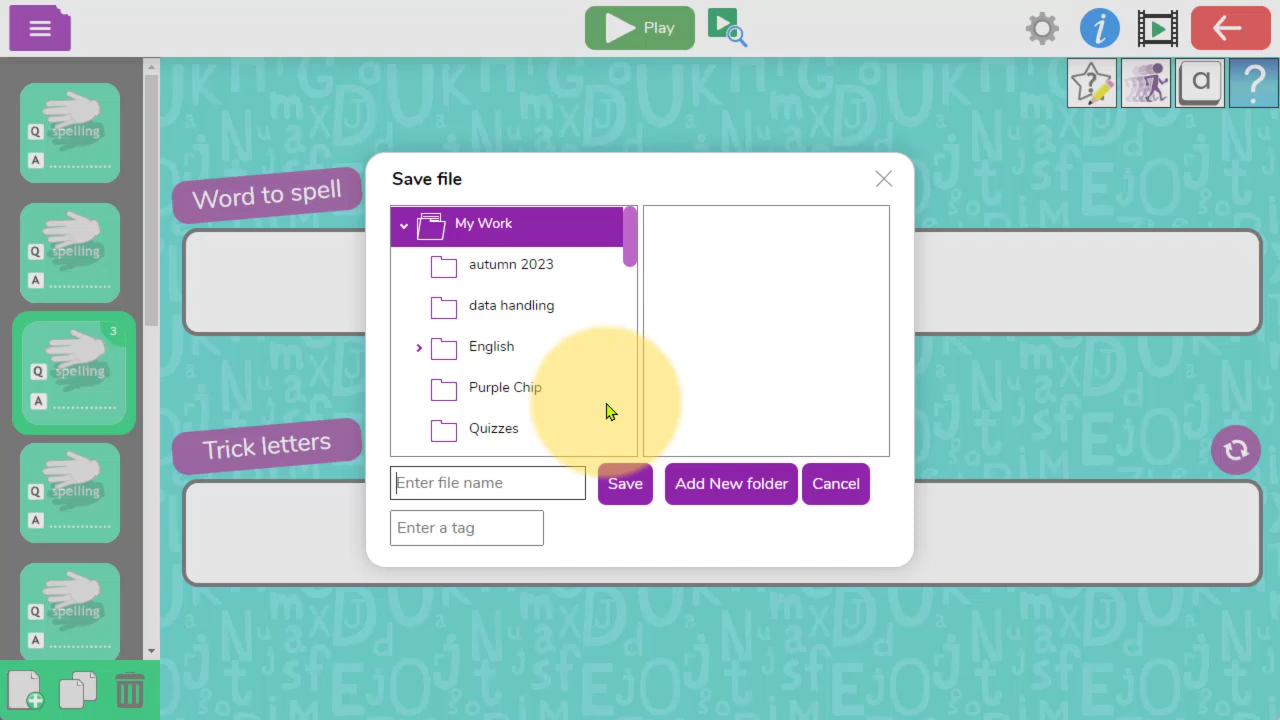 Play
i
a
?
Q spelling
A
Word to spell
Q spelling
A
3
Q spelling
A
Trick letters
Q spelling
A
Q spelling
A
Save file
My Work
autumn 2023
data handling
English
Purple Chip
Quizzes
Enter file name
Save
Add New folder
Cancel
Enter a tag